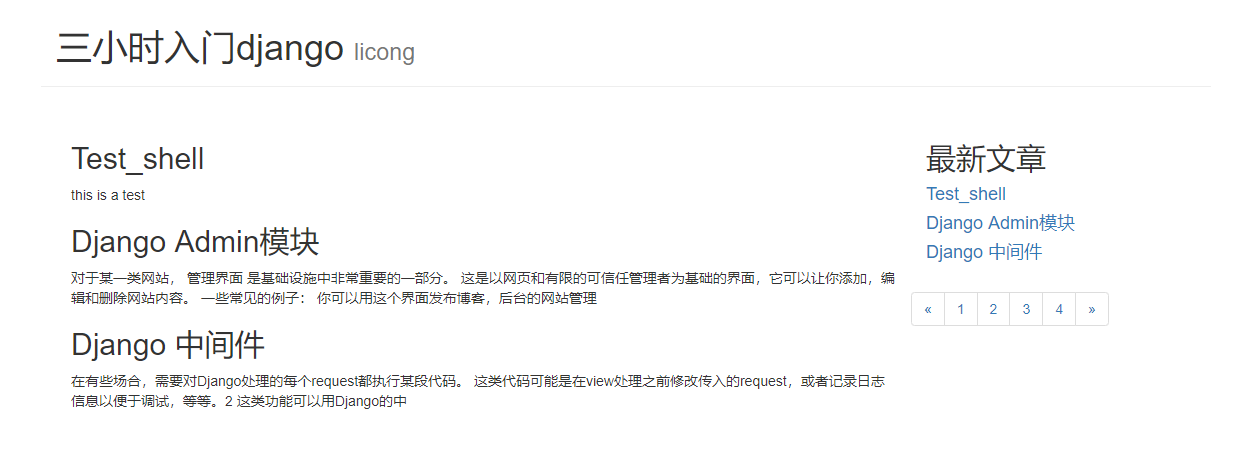 三小时入门django licong
Test_shell
this is a test
Django Admin模块
对于某一类网站， 管理界面 是基础设施中非常重要的一部分。 这是以网页和有限的可信任管理者为基础的界面，它可以让你添加，编
辑和删除网站内容。 一些常见的例子： 你可以用这个界面发布博客，后台的网站管理
Django 中间件
在有些场合，需要对Django处理的每个request都执行某段代码。 这类代码可能是在view处理之前修改传入的request，或者记录日志
信息以便于调试，等等。2 这类功能可以用Django的中
最新文章
Test_shell
Django Admin模块
Django 中间件
« 1 2 3 4 »